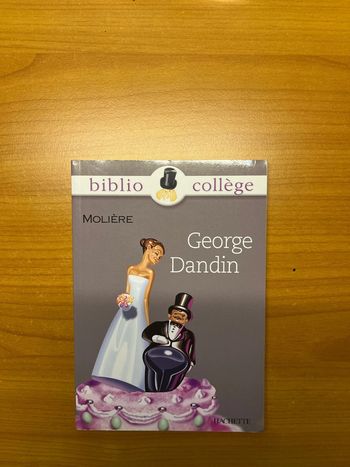 biblio collège
MOLIÈRE
George
Dandin
HACHETTE